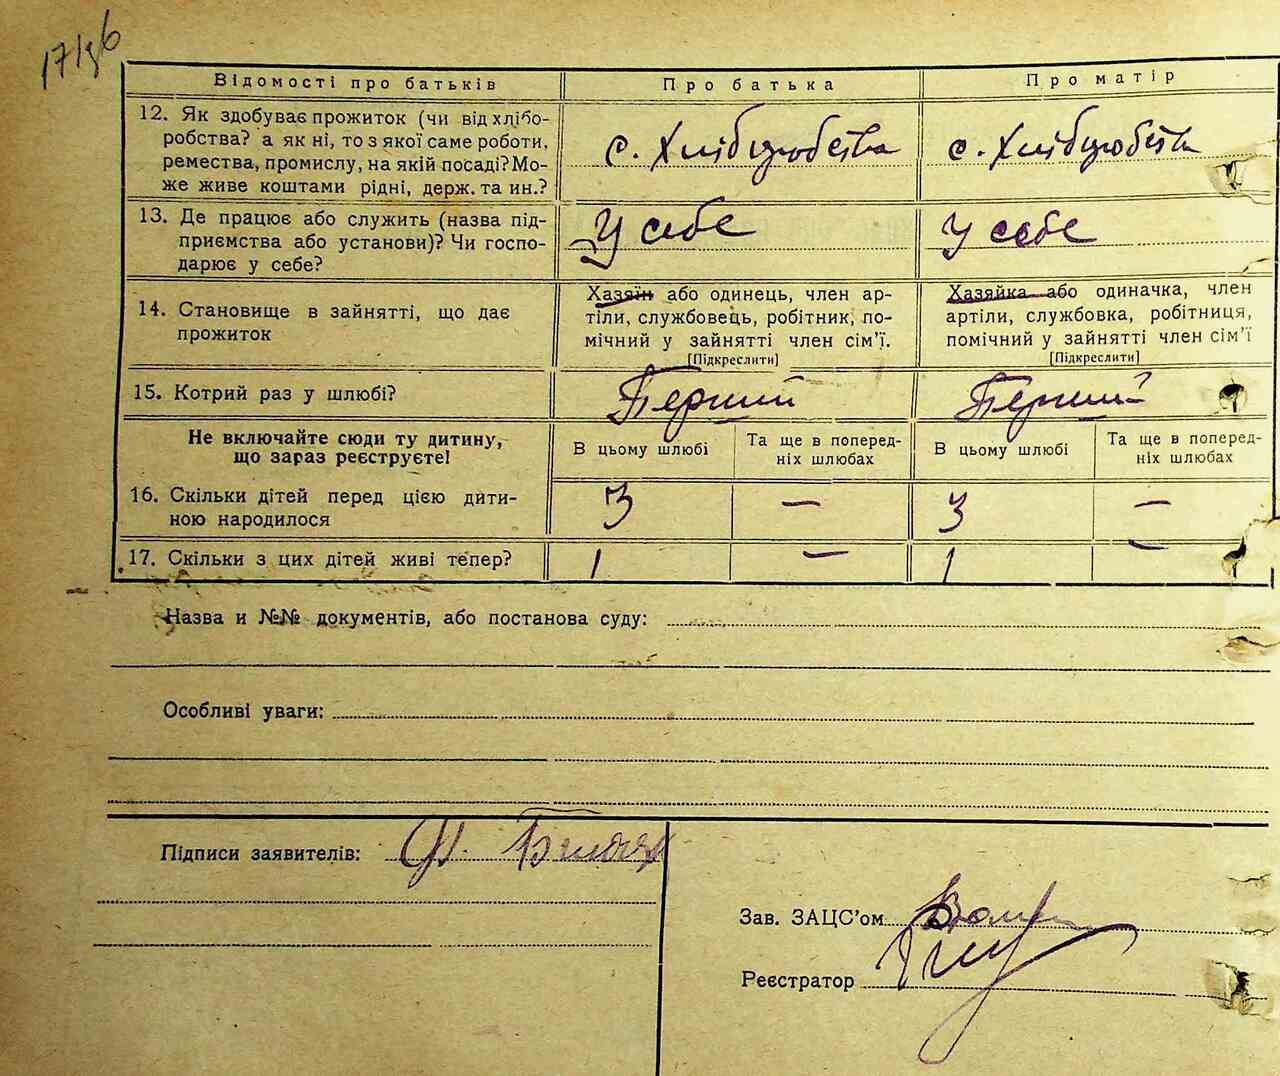 Відомості про батьків
Про батька
Про матір
12. Як здобуває прожиток (чи від хлібо-
робства? а як ні, то з якої саме роботи,
ремества, промислу, на якій посаді? Мо-
же живе коштами рідні, держ. та ин.?
с. Хліборобства
с. Хліборобства
13. Де працює або служить (назва під-
приємства або установи)? Чи госпо-
дарює у себе?
У себе
У себе
14. Становище в зайнятті, що дає
прожиток
Хазяїн або одинець, член ар-
тіли, службовець, робітник, по-
мічний у зайнятті член сім’ї.
[Підкреслити]
Хазяйка або одиначка, член
артіли, службовка, робітниця,
помічний у зайнятті член сім’ї
[Підкреслити]
15. Котрий раз у шлюбі?
Перший
Перший
Не включайте сюди ту дитину,
що зараз реєструєте!
В цьому шлюбі
Та ще в поперед-
ніх шлюбах
В цьому шлюбі
Та ще в поперед-
ніх шлюбах
16. Скільки дітей перед цією дити-
ною народилося
3 — 3 —
17. Скільки з цих дітей живі тепер?
1 — 1 —
Назва и №№ документів, або постанова суду:
Особливі уваги:
Підписи заявителів:
Зав. ЗАЦС’ом
Реєстратор